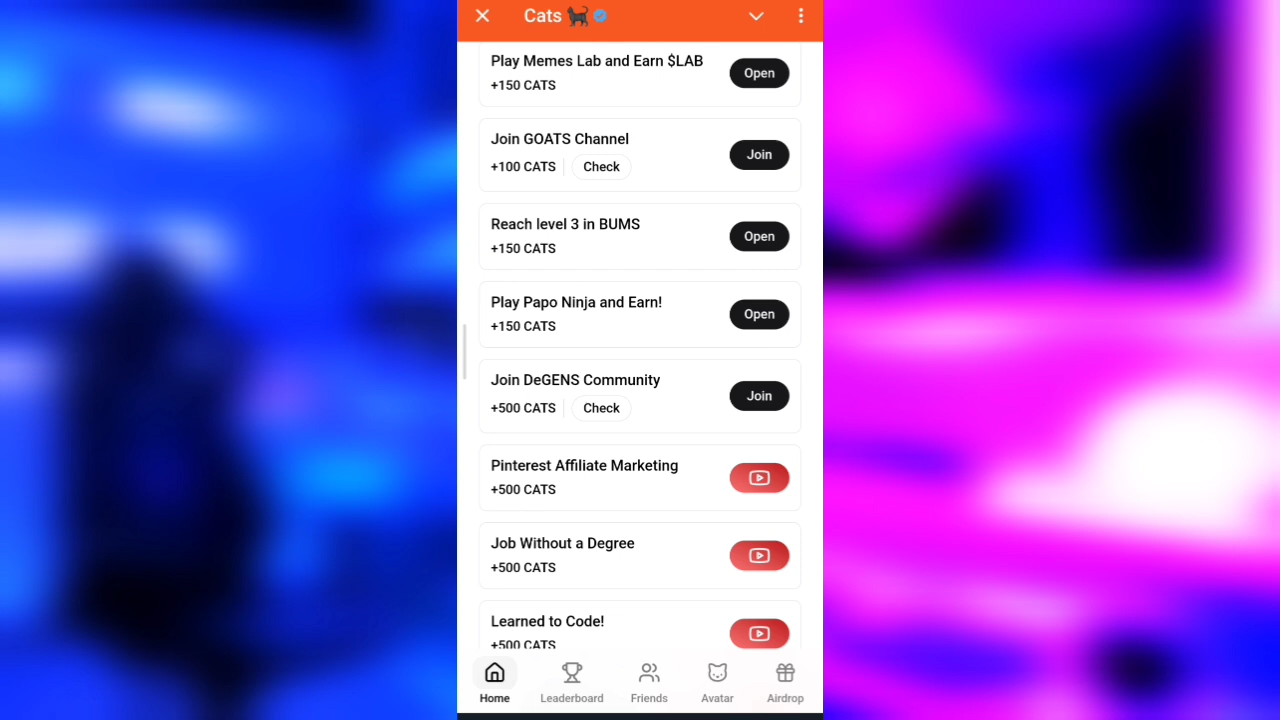 Cats 🐈‍⬛
Play Memes Lab and Earn $LAB
+150 CATS
Open
Join GOATS Channel
+100 CATS
Check
Join
Reach level 3 in BUMS
+150 CATS
Open
Play Papo Ninja and Earn!
+150 CATS
Open
Join DeGENS Community
+500 CATS
Check
Join
Pinterest Affiliate Marketing
+500 CATS
Job Without a Degree
+500 CATS
Learned to Code!
+500 CATS
Home
Leaderboard
Friends
Avatar
Airdrop